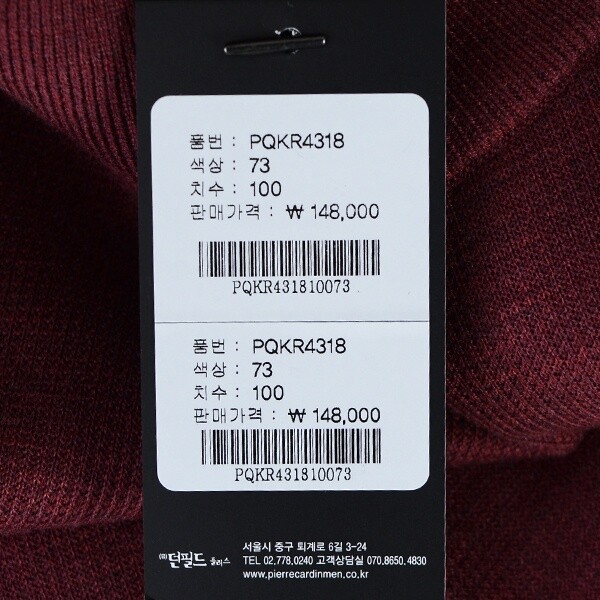 품번 : PQKR4318
색상 : 73
치수 : 100
판매가격 : ₩ 148,000
PQKR431810073
품번 : PQKR4318
색상 : 73
치수 : 100
판매가격 : ₩ 148,000
PQKR431810073
(유)던필드 플러스
서울시 중구 퇴계로 6길 3-24
TEL 02.778.0240 고객상담실 070.8650.4830
www.pierrecardinmen.co.kr